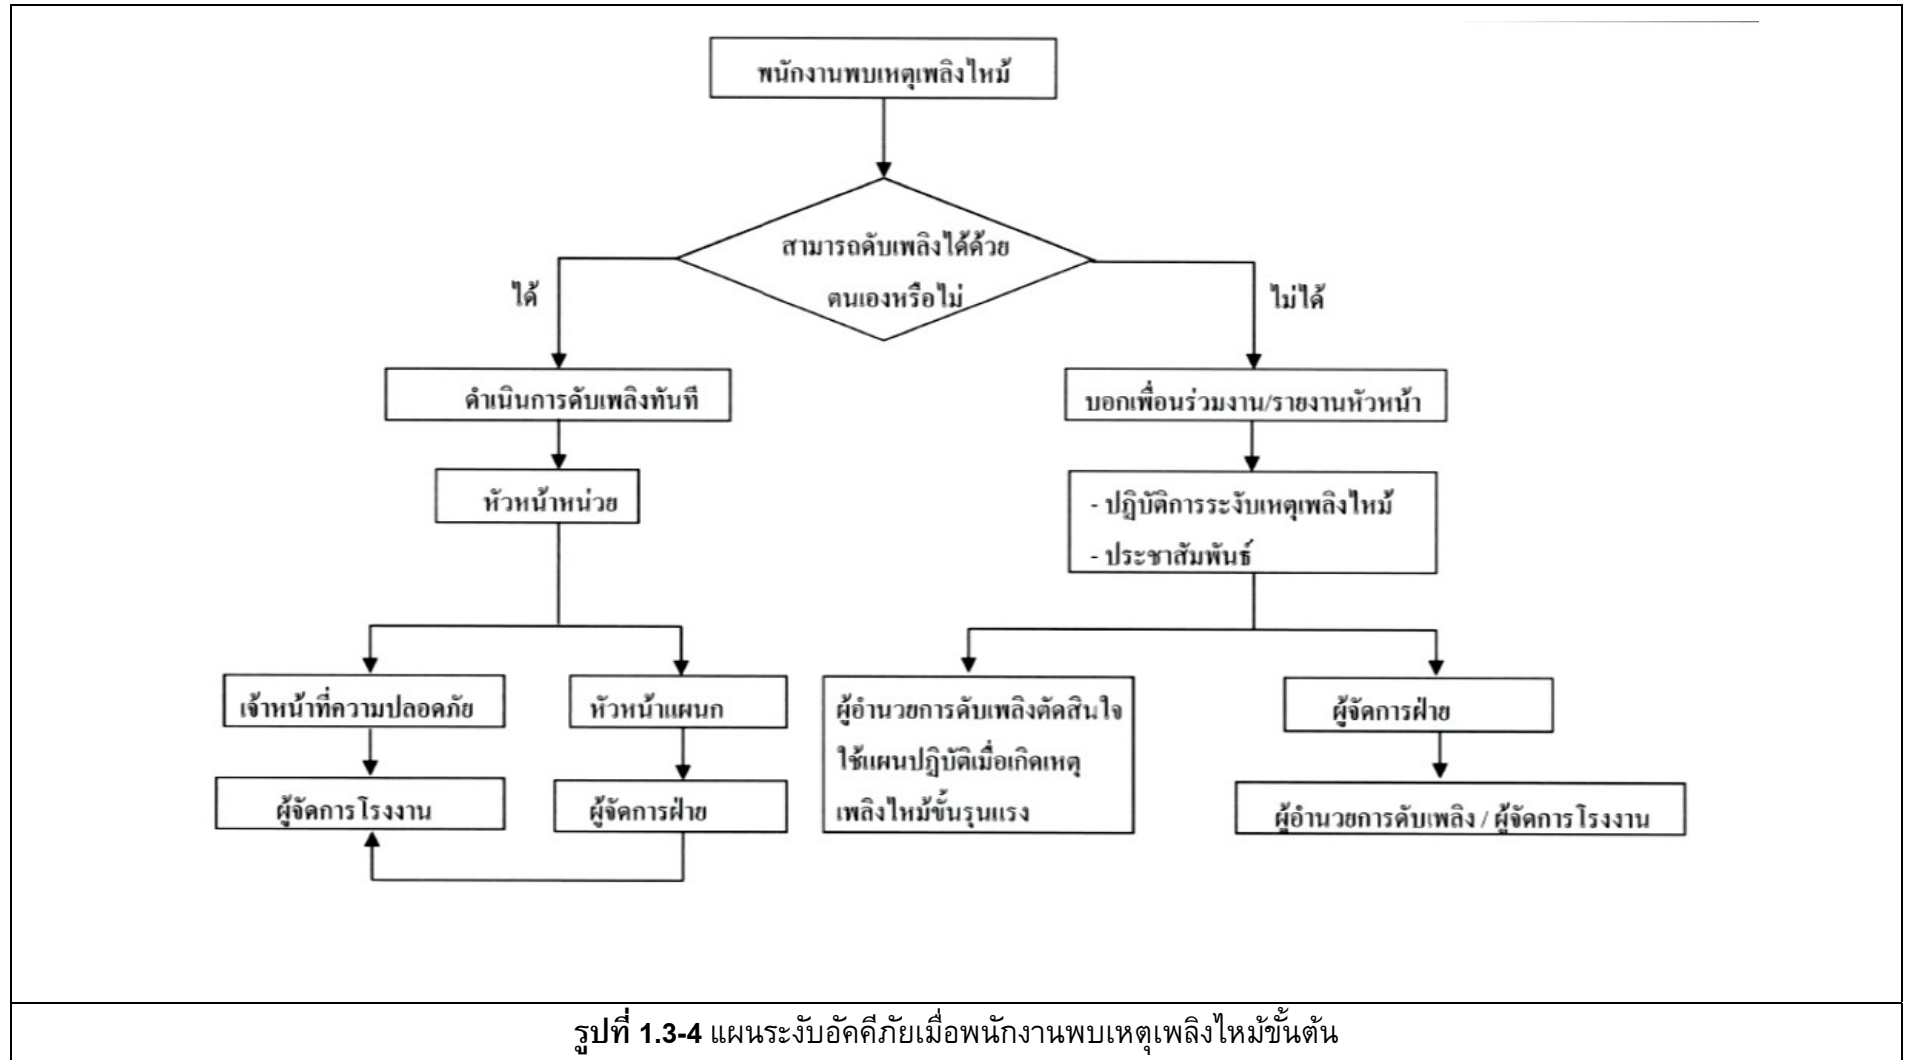 พนักงานพบเหตุเพลิงไหม้
สามารถดับเพลิงได้ด้วย
ตนเองหรือไม่
ได้
ไม่ได้
ดำเนินการดับเพลิงทันที
บอกเพื่อนร่วมงาน/รายงานหัวหน้า
หัวหน้าหน่วย
- ปฏิบัติการระงับเหตุเพลิงไหม้
- ประชาสัมพันธ์
เจ้าหน้าที่ความปลอดภัย
หัวหน้าแผนก
ผู้อำนวยการดับเพลิงตัดสินใจ
ใช้แผนปฏิบัติเมื่อเกิดเหตุ
เพลิงไหม้ขั้นรุนแรง
ผู้จัดการฝ่าย
ผู้จัดการโรงงาน
ผู้จัดการฝ่าย
ผู้อำนวยการดับเพลิง / ผู้จัดการโรงงาน
รูปที่ 1.3-4 แผนระงับอัคคีภัยเมื่อพนักงานพบเหตุเพลิงไหม้ขั้นต้น